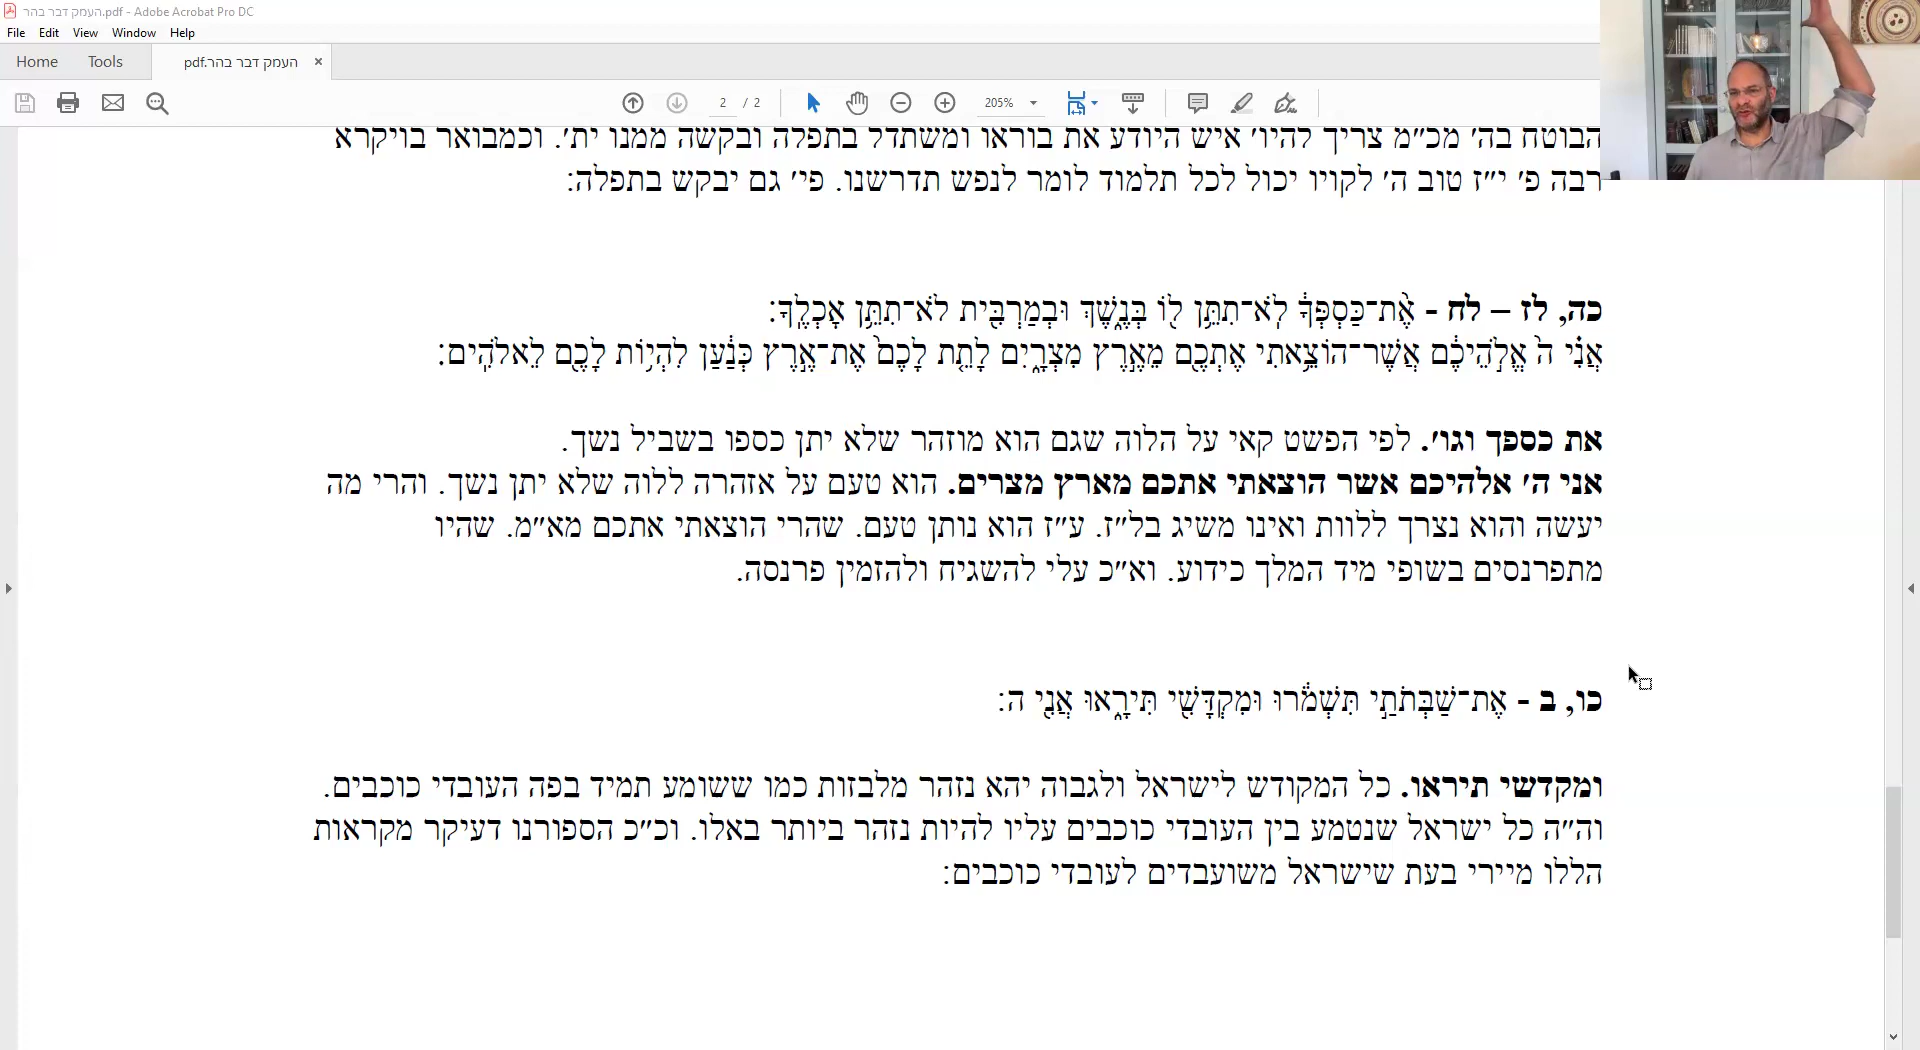 העמק דבר בהר.pdf - Adobe Acrobat Pro DC
File Edit View Window Help
Home Tools העמק דבר בהר.pdf ×
2 / 2 205%
הבוטח בה׳ מכ״מ צריך להיו׳ איש היודע את בוראו ומשתדל בתפלה ובקשה ממנו ית׳. וכמבואר בויקרא
רבה פ׳ י״ז טוב ה׳ לקויו יכול לכל תלמוד לומר לנפש תדרשנו. פי׳ גם יבקש בתפלה:
כה, לז – לח - אֶ֨ת־כַּסְפְּךָ֔ לֹֽא־תִתֵּ֥ן ל֖וֹ בְּנֶ֑שֶׁךְ וּבְמַרְבִּ֖ית לֹא־תִתֵּ֥ן אָכְלֶֽךָ:
אֲנִ֗י ה֙ אֱלֹ֣הֵיכֶ֔ם אֲשֶׁר־הוֹצֵ֥אתִי אֶתְכֶ֖ם מֵאֶ֣רֶץ מִצְרָ֑יִם לָתֵ֤ת לָכֶם֙ אֶת־אֶ֣רֶץ כְּנַ֔עַן לִהְי֥וֹת לָכֶ֖ם לֵאלֹהִֽים:
את כספך וגו׳. לפי הפשט קאי על הלוה שגם הוא מוזהר שלא יתן כספו בשביל נשך.
אני ה׳ אלהיכם אשר הוצאתי אתכם מארץ מצרים. הוא טעם על אזהרה ללוה שלא יתן נשך. והרי מה
יעשה והוא נצרך ללוות ואינו משיג בל״ז. ע״ז הוא נותן טעם. שהרי הוצאתי אתכם מא״מ. שהיו
מתפרנסים בשופי מיד המלך כידוע. וא״כ עלי להשגיח ולהזמין פרנסה.
כו, ב - אֶת־שַׁבְּתֹתַ֣י תִּשְׁמֹ֔רוּ וּמִקְדָּשִׁ֖י תִּירָ֑אוּ אֲנִ֖י ה:
ומקדשי תיראו. כל המקודש לישראל ולגבוה יהא נזהר מלבזות כמו ששומע תמיד בפה העובדי כוכבים.
וה״ה כל ישראל שנטמע בין העובדי כוכבים עליו להיות נזהר ביותר באלו. וכ״כ הספורנו דעיקר מקראות
הללו מיירי בעת שישראל משועבדים לעובדי כוכבים: